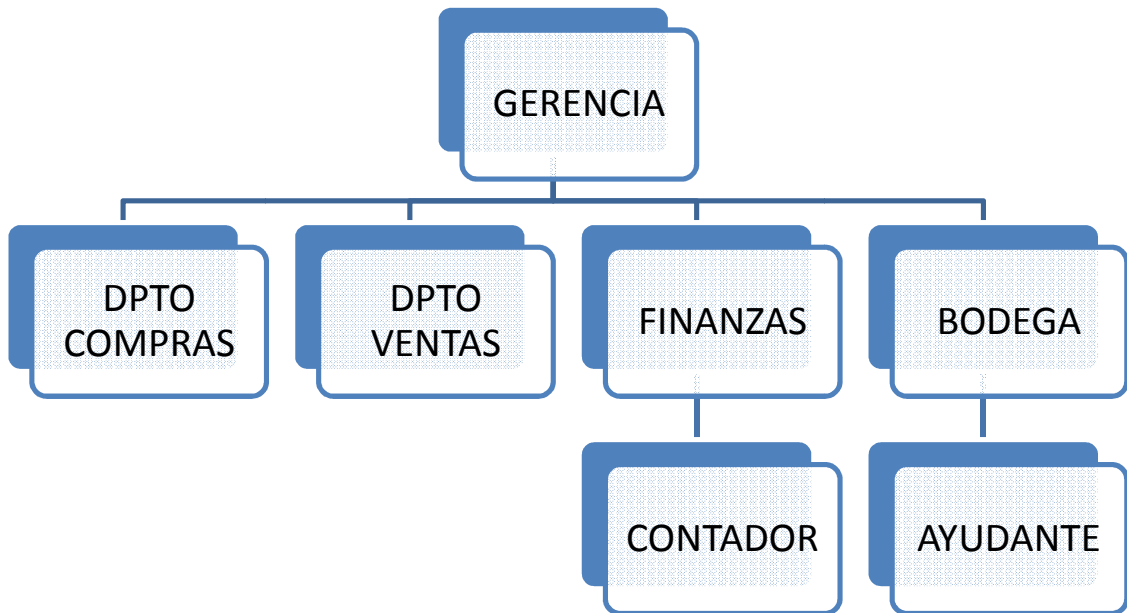 GERENCIA
DPTO
COMPRAS
DPTO
VENTAS
FINANZAS
BODEGA
CONTADOR
AYUDANTE